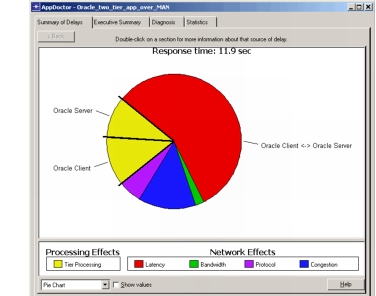 AppDoctor - Oracle_two_tier_app_over_MAN
Summary of Delays Executive Summary Diagnosis Statistics
< Back Double-click on a section for more information about that source of delay.
Response time: 11.9 sec
Oracle Server
Oracle Client <-> Oracle Server
Oracle Client
Processing Effects Network Effects
Tier Processing Latency Bandwidth Protocol Congestion
Pie Chart Show values Help